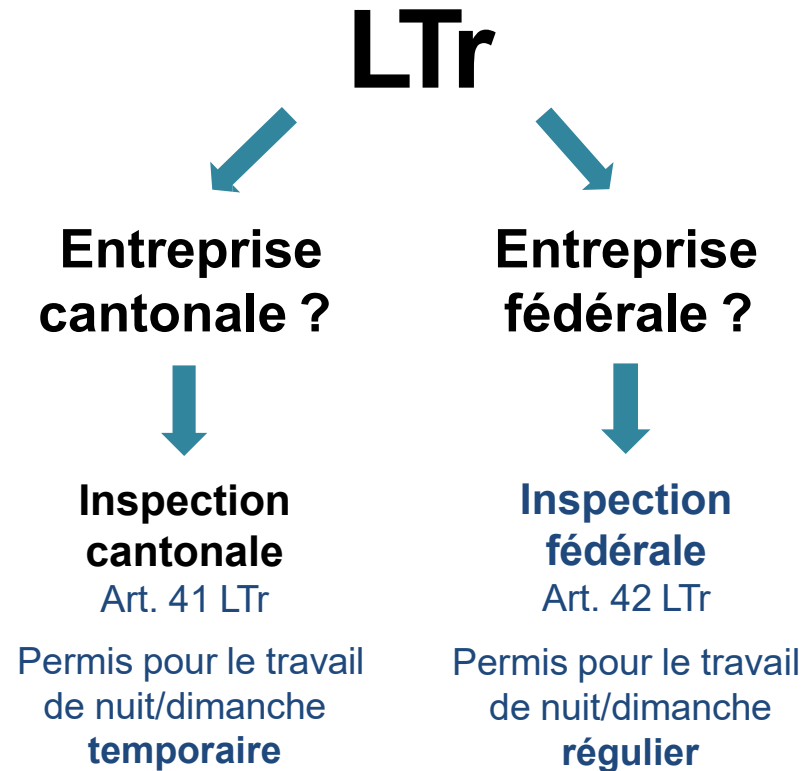 LTr
Entreprise
cantonale ?
Inspection
cantonale
Art. 41 LTr
Permis pour le travail
de nuit/dimanche
temporaire
Entreprise
fédérale ?
Inspection
fédérale
Art. 42 LTr
Permis pour le travail
de nuit/dimanche
régulier